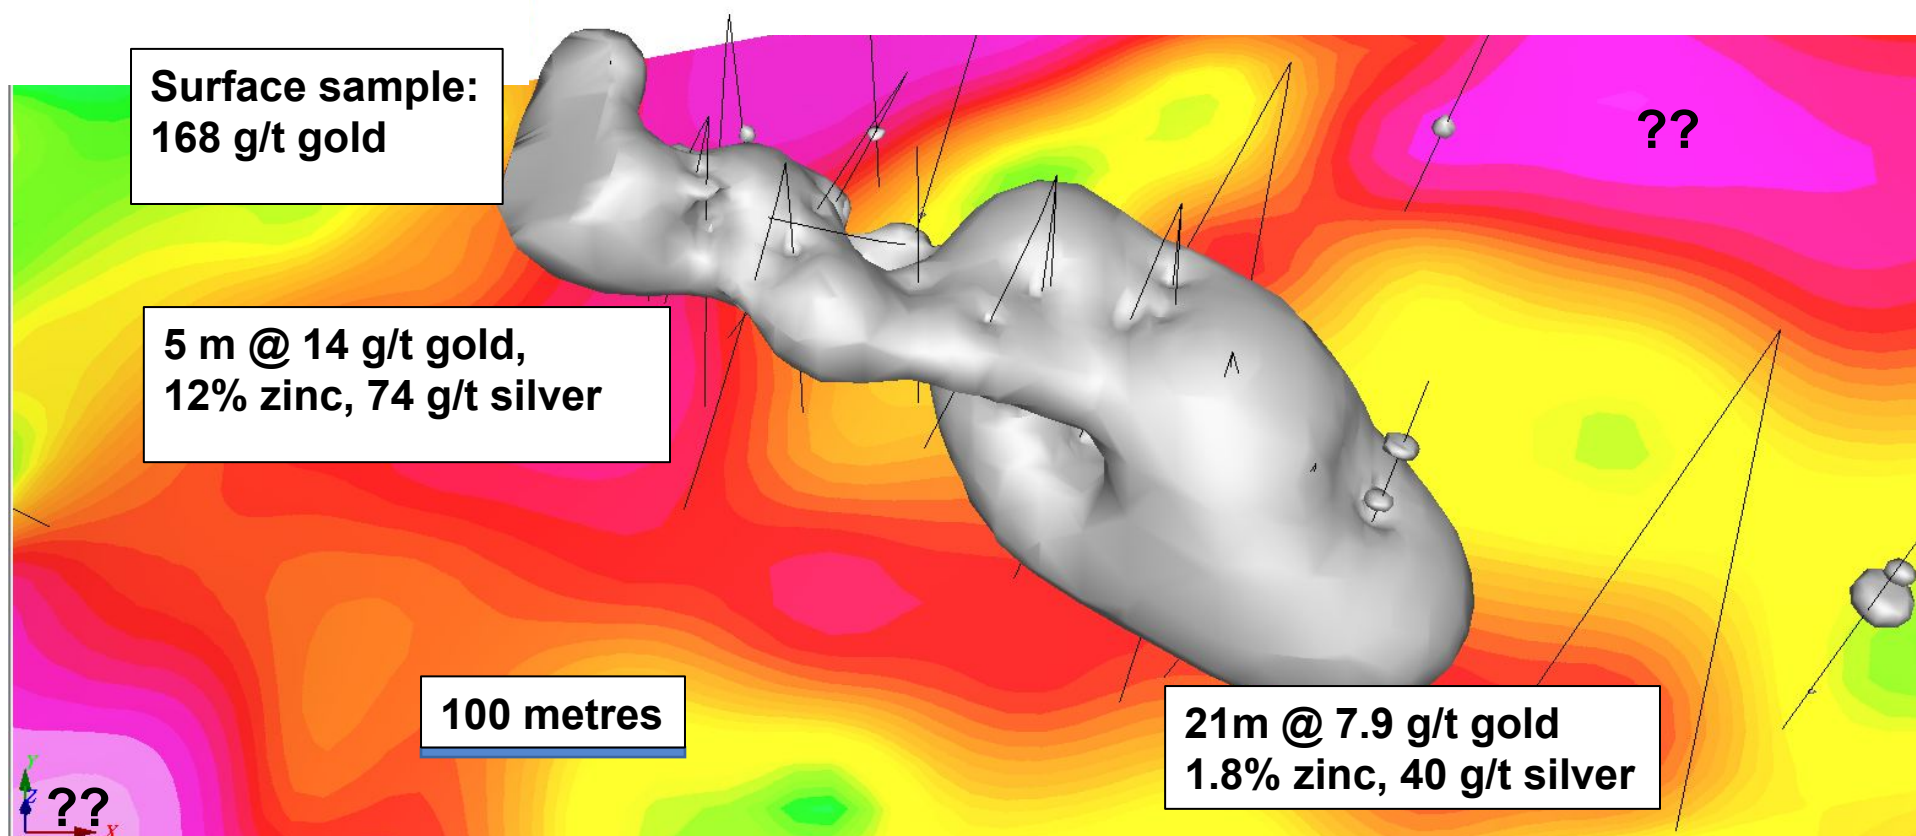 Surface sample:
168 g/t gold
??
5 m @ 14 g/t gold,
12% zinc, 74 g/t silver
100 metres
21m @ 7.9 g/t gold
1.8% zinc, 40 g/t silver
Y
Z
??
X